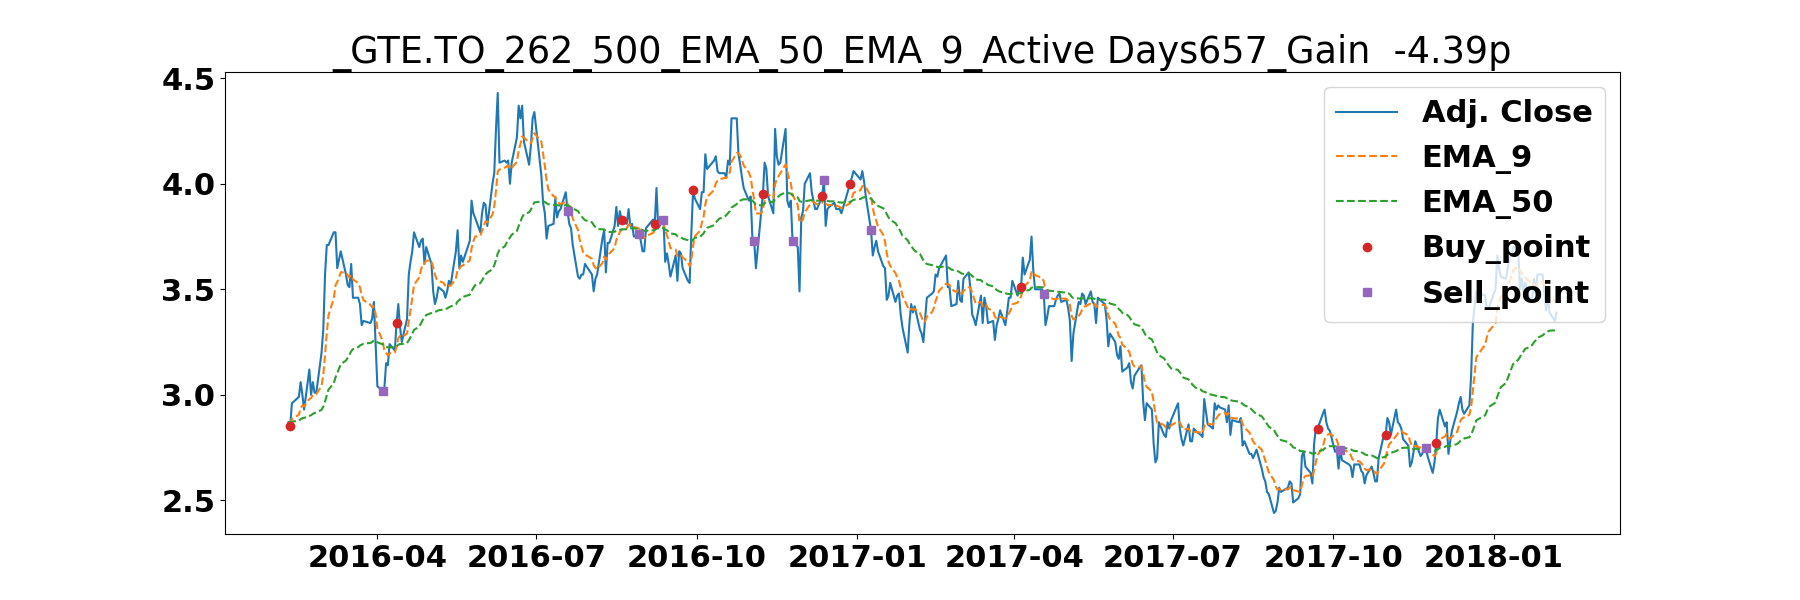 _GTE.TO_262_500_EMA_50_EMA_9_Active Days657_Gain  -4.39p
4.5
4.0
3.5
3.0
2.5
Adj. Close
EMA_9
EMA_50
Buy_point
Sell_point
2016-04 2016-07 2016-10 2017-01 2017-04 2017-07 2017-10 2018-01